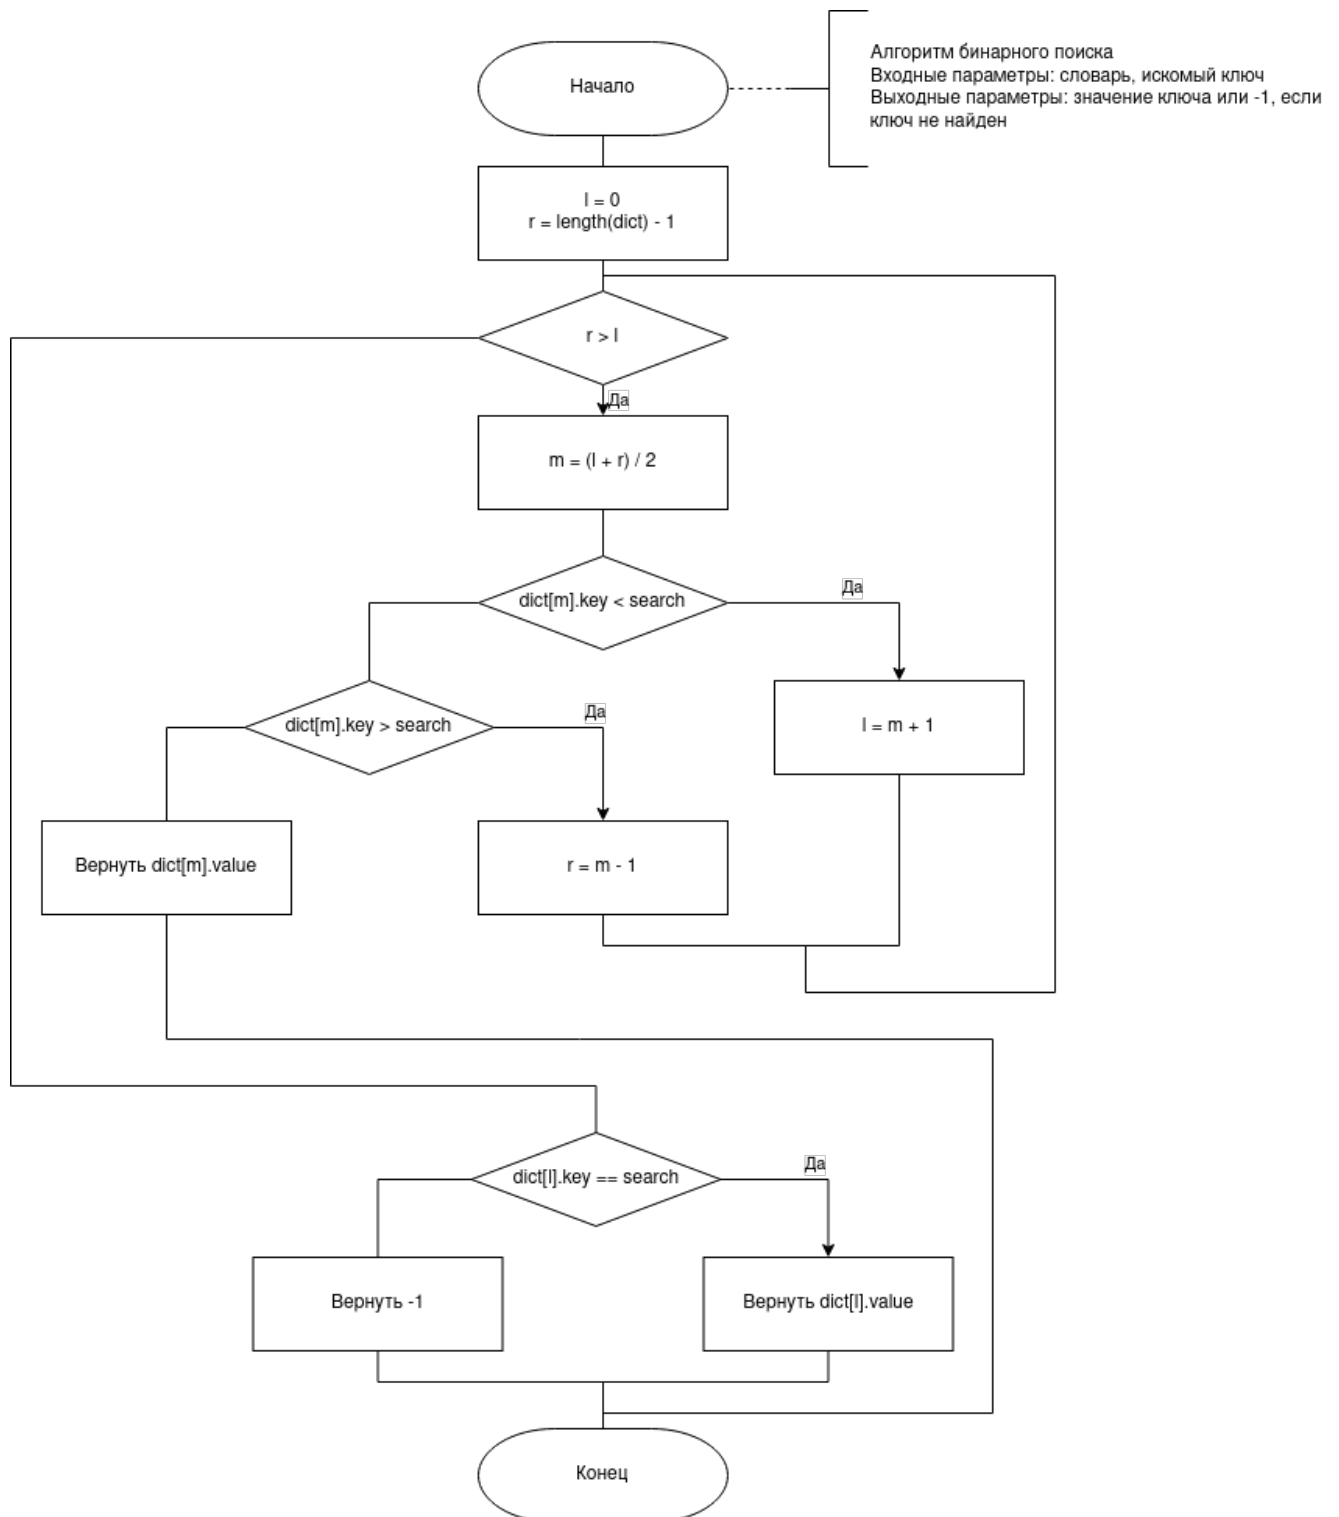 Начало
Алгоритм бинарного поиска
Входные параметры: словарь, искомый ключ
Выходные параметры: значение ключа или -1, если
ключ не найден
l = 0
r = length(dict) - 1
r > l
Да
m = (l + r) / 2
dict[m].key < search
Да
dict[m].key > search
Да
l = m + 1
Вернуть dict[m].value
r = m - 1
dict[l].key == search
Да
Вернуть -1
Вернуть dict[l].value
Конец